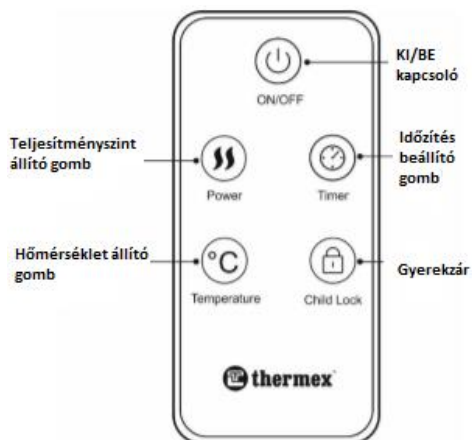 KI/BE
kapcsoló
ON/OFF
Teljesítményszint
állító gomb
Időzítés
beállító
gomb
Power
Timer
Hőmérséklet állító
gomb
°C
Gyerekzár
Temperature
Child Lock
thermex